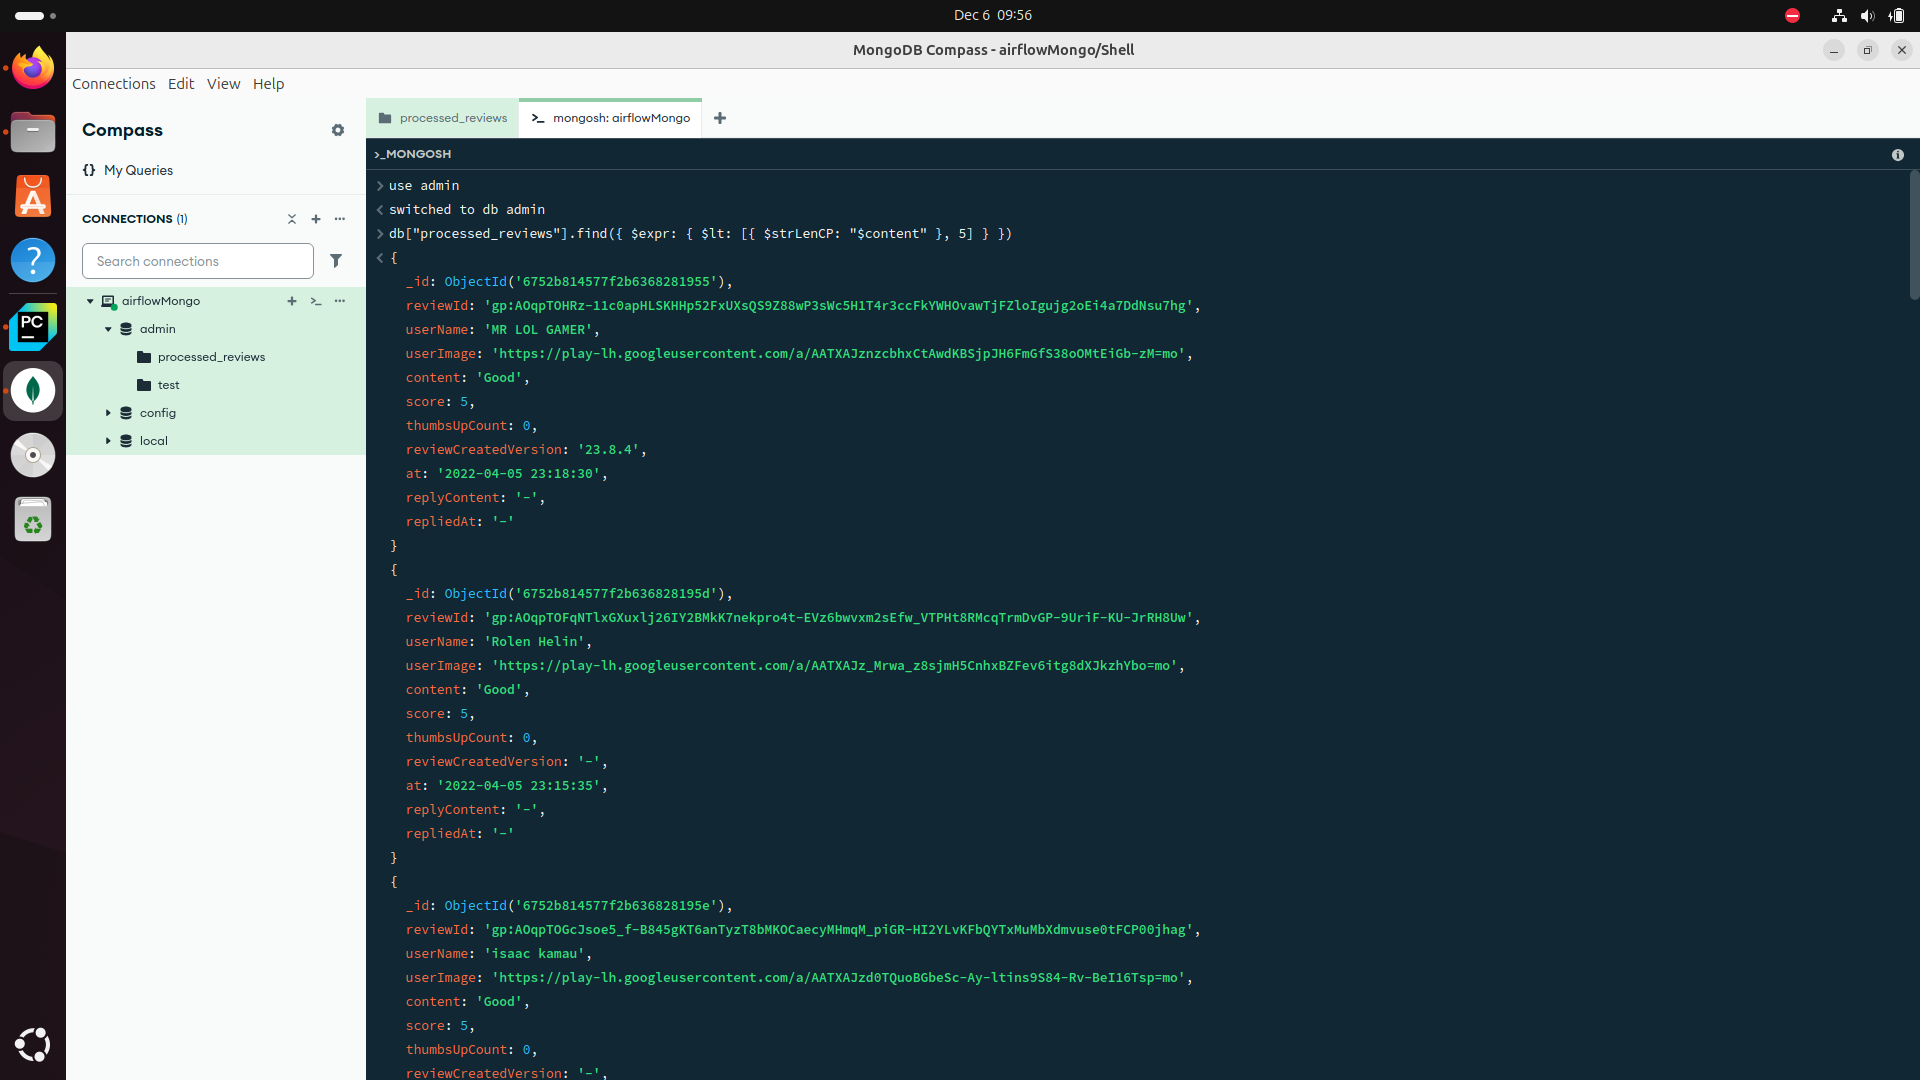 Dec 6 09:56
MongoDB Compass - airflowMongo/Shell
Connections Edit View Help
Compass
My Queries
CONNECTIONS (1)
Search connections
airflowMongo
admin
processed_reviews
test
config
local
processed_reviews
mongosh: airflowMongo
>_MONGOSH
> use admin
< switched to db admin
> db["processed_reviews"].find({ $expr: { $lt: [{ $strLenCP: "$content" }, 5] } })
< {
_id: ObjectId('6752b814577f2b6368281955'),
reviewId: 'gp:AOqpTOHRz-11c0apHLSKHHp52FxUXsQS9Z88wP3sWc5H1T4r3ccFkYWHOvawTjFZloIgujg2oEi4a7DdNsu7hg',
userName: 'MR LOL GAMER',
userImage: 'https://play-lh.googleusercontent.com/a/AATXAJznzcbhxCtAwdKBSjpJH6FmGfS38oOMtEiGb-zM=mo',
content: 'Good',
score: 5,
thumbsUpCount: 0,
reviewCreatedVersion: '23.8.4',
at: '2022-04-05 23:18:30',
replyContent: '-',
repliedAt: '-'
}
{
_id: ObjectId('6752b814577f2b636828195d'),
reviewId: 'gp:AOqpTOFqNTlxGXuxlj26IY2BMkK7nekpro4t-EVz6bwvxm2sEfw_VTPHt8RMcqTrmDvGP-9UriF-KU-JrRH8Uw',
userName: 'Rolen Helin',
userImage: 'https://play-lh.googleusercontent.com/a/AATXAJz_Mrwa_z8sjmH5CnhxBZFev6itg8dXJkzhYbo=mo',
content: 'Good',
score: 5,
thumbsUpCount: 0,
reviewCreatedVersion: '-',
at: '2022-04-05 23:15:35',
replyContent: '-',
repliedAt: '-'
}
{
_id: ObjectId('6752b814577f2b636828195e'),
reviewId: 'gp:AOqpTOGcJsoe5_f-B845gKT6anTyzT8bMKOCaecyMHmqM_piGR-HI2YLvKFbQYTxMuMbXdmvuse0tFCP00jhag',
userName: 'isaac kamau',
userImage: 'https://play-lh.googleusercontent.com/a/AATXAJzd0TQuoBGbeSc-Ay-ltins9S84-Rv-BeI16Tsp=mo',
content: 'Good',
score: 5,
thumbsUpCount: 0,
reviewCreatedVersion: '-',